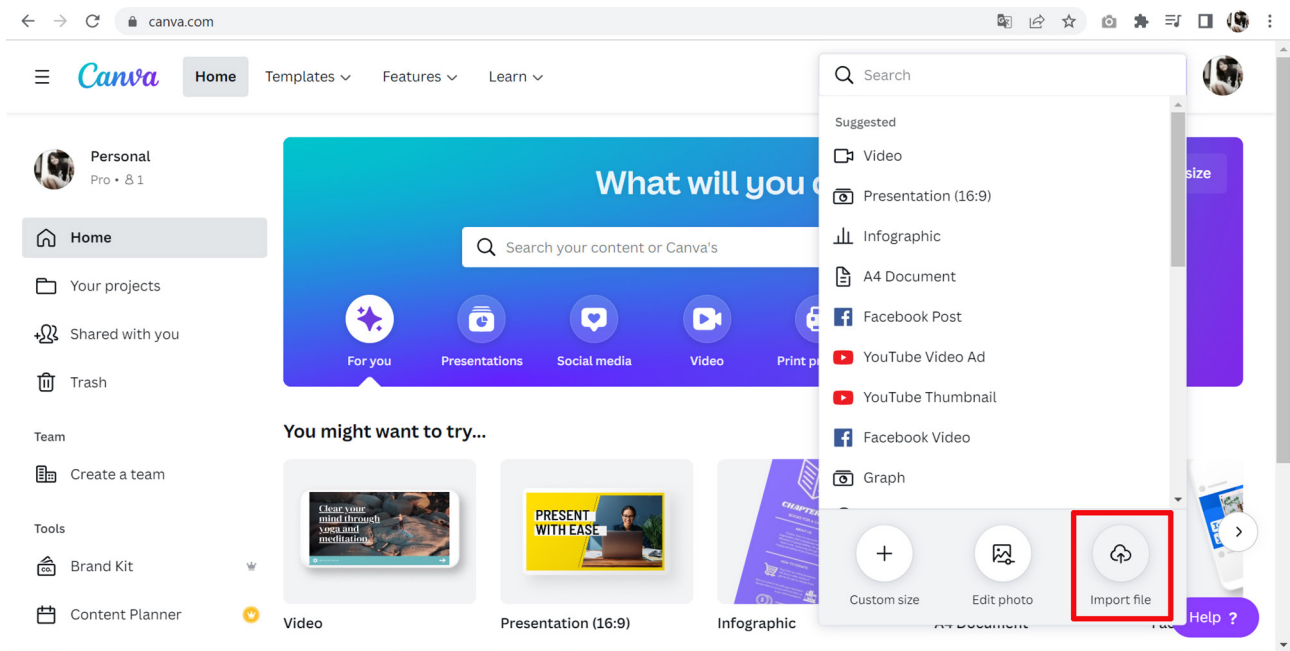 canva.com
Canva
Home
Templates
Features
Learn
Search
Suggested
Video
Presentation (16:9)
Infographic
A4 Document
Facebook Post
YouTube Video Ad
YouTube Thumbnail
Facebook Video
Graph
Custom size
Edit photo
Import file
Personal
Pro • 1
Home
Your projects
Shared with you
Trash
Team
Create a team
Tools
Brand Kit
CO.
Content Planner
What will you
size
Search your content or Canva's
For you
Presentations
Social media
Video
Print
You might want to try...
Clear your
mind through
yoga and
meditation.
PRESENT
WITH EASE
CHAPTER
Video
Presentation (16:9)
Infographic
A4 Document
Help ?